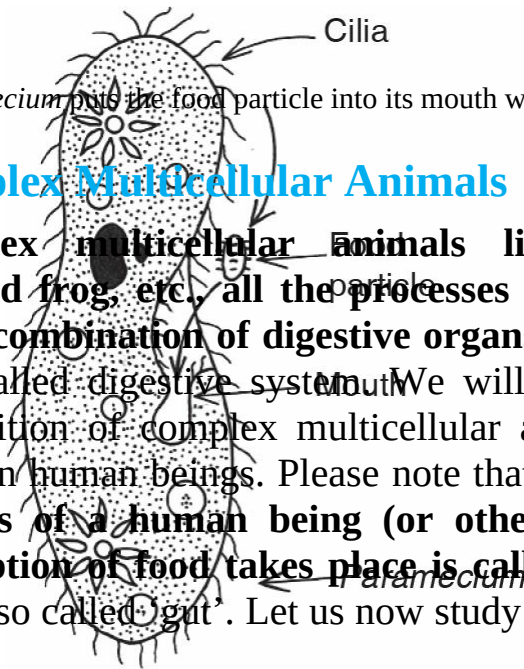 Cilia
ecium puts the food particle into its mouth w
plex Multicellular Animals
lex multicellular animals li
Food
d frog, etc., all the processes
particle
combination of digestive organ
alled digestive system. We will
Mouth
ition of complex multicellular a
n human beings. Please note that
s of a human being (or othe
ption of food takes place is call
Paramecium
so called ‘gut’. Let us now study